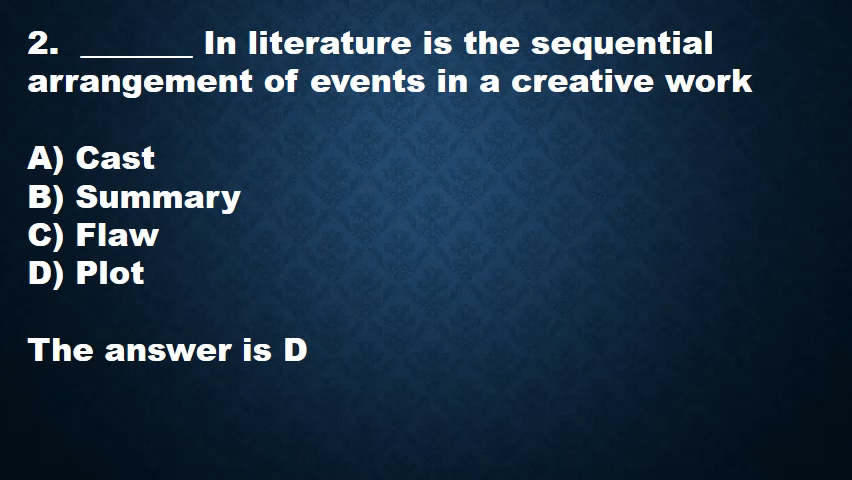 2. _______ In literature is the sequential
arrangement of events in a creative work
A) Cast
B) Summary
C) Flaw
D) Plot
The answer is D